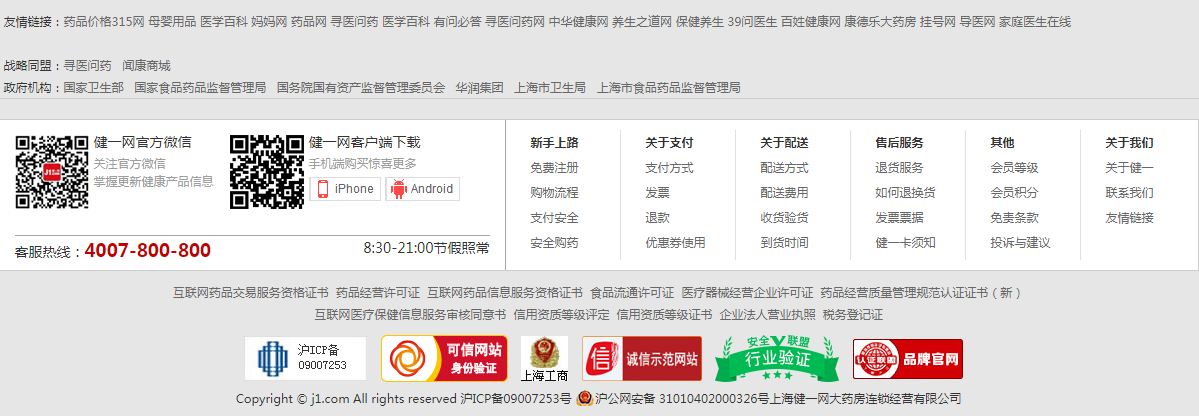 友情链接：药品价格315网 母婴用品 医学百科 妈妈网 药品网 寻医问药 医学百科 有问必答 寻医问药网 中华健康网 养生之道网 保健养生 39问医生 百姓健康网 康德乐大药房 挂号网 导医网 家庭医生在线
战略同盟：寻医问药 闻康商城
政府机构：国家卫生部 国家食品药品监督管理局 国务院国有资产监督管理委员会 华润集团 上海市卫生局 上海市食品药品监督管理局
健一网官方微信
关注官方微信
掌握更新健康产品信息
健一网客户端下载
手机端购买惊喜更多
iPhone Android
客服热线：4007-800-800 8:30-21:00节假照常
新手上路
免费注册
购物流程
支付安全
安全购药
关于支付
支付方式
发票
退款
优惠券使用
关于配送
配送方式
配送费用
收货验货
到货时间
售后服务
退货服务
如何退换货
发票票据
健一卡须知
其他
会员等级
会员积分
免责条款
投诉与建议
关于我们
关于健一
联系我们
友情链接
互联网药品交易服务资格证书 药品经营许可证 互联网药品信息服务资格证书 食品流通许可证 医疗器械经营企业许可证 药品经营质量管理规范认证证书（新）
互联网医疗保健信息服务审核同意书 信用资质等级评定 信用资质等级证书 企业法人营业执照 税务登记证
沪ICP备
09007253
可信网站
身份验证
上海工商
信 诚信示范网站
安全V联盟
行业验证
认证联盟 品牌官网
Copyright © j1.com All rights reserved 沪ICP备09007253号 沪公网安备 31010402000326号上海健一网大药房连锁经营有限公司